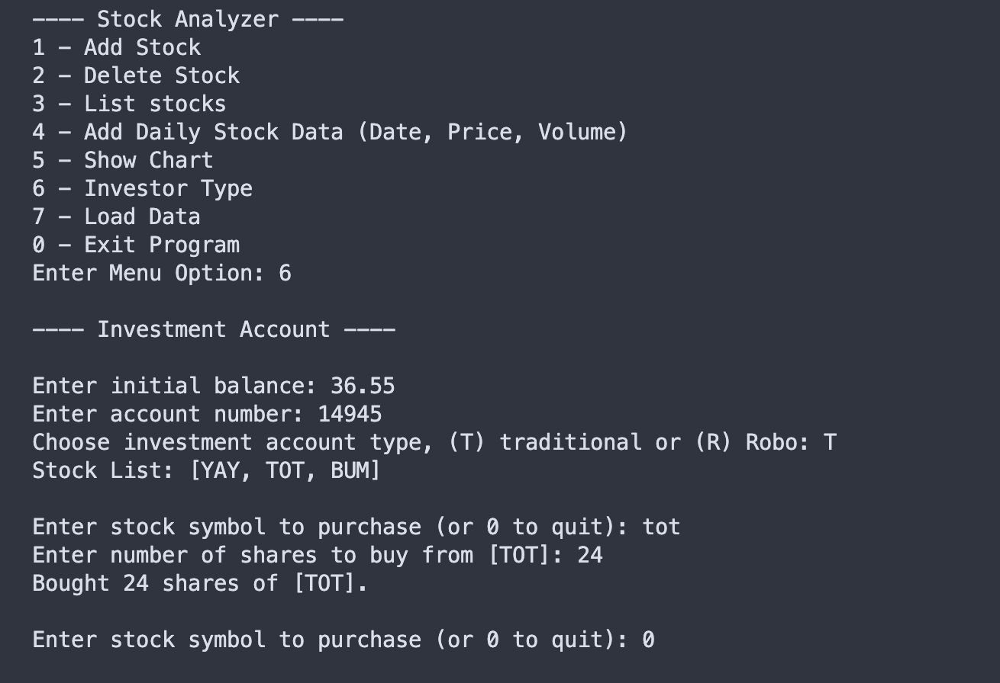 ---- Stock Analyzer ----
1 - Add Stock
2 - Delete Stock
3 - List stocks
4 - Add Daily Stock Data (Date, Price, Volume)
5 - Show Chart
6 - Investor Type
7 - Load Data
0 - Exit Program
Enter Menu Option: 6
---- Investment Account ----
Enter initial balance: 36.55
Enter account number: 14945
Choose investment account type, (T) traditional or (R) Robo: T
Stock List: [YAY, TOT, BUM]
Enter stock symbol to purchase (or 0 to quit): tot
Enter number of shares to buy from [TOT]: 24
Bought 24 shares of [TOT].
Enter stock symbol to purchase (or 0 to quit): 0